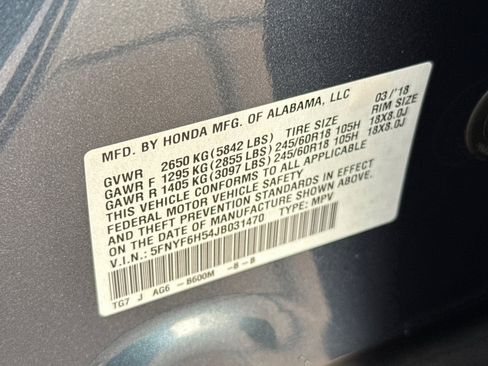 MFD. BY HONDA MFG. OF ALABAMA, LLC 03/'18
TIRE SIZE RIM SIZE
GVWR 2650 KG (5842 LBS)
GAWR F 1295 KG (2855 LBS) 245/60R18 105H 18X8.0J
GAWR R 1405 KG (3097 LBS) 245/60R18 105H 18X8.0J
THIS VEHICLE CONFORMS TO ALL APPLICABLE
FEDERAL MOTOR VEHICLE SAFETY
AND THEFT PREVENTION STANDARDS IN EFFECT
ON THE DATE OF MANUFACTURE SHOWN ABOVE.
V.I.N.: 5FNYF6H54JB031470 TYPE: MPV
TG7 J AG6 -B600M -B-B